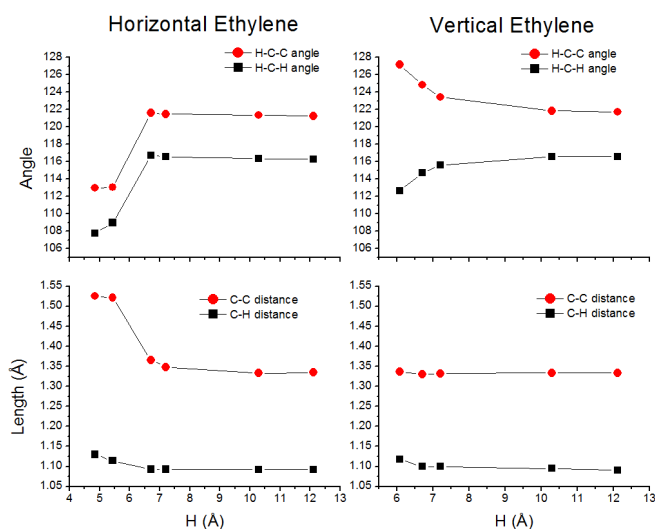 Horizontal Ethylene
Vertical Ethylene
H-C-C angle
H-C-H angle
H-C-C angle
H-C-H angle
Angle
128
126
124
122
120
118
116
114
112
110
108
106
128
126
124
122
120
118
116
114
112
110
108
106
C-C distance
C-H distance
C-C distance
C-H distance
Length (Å)
1.55
1.50
1.45
1.40
1.35
1.30
1.25
1.20
1.15
1.10
1.05
1.55
1.50
1.45
1.40
1.35
1.30
1.25
1.20
1.15
1.10
1.05
4 5 6 7 8 9 10 11 12 13
5 6 7 8 9 10 11 12 13
H (Å)
H (Å)